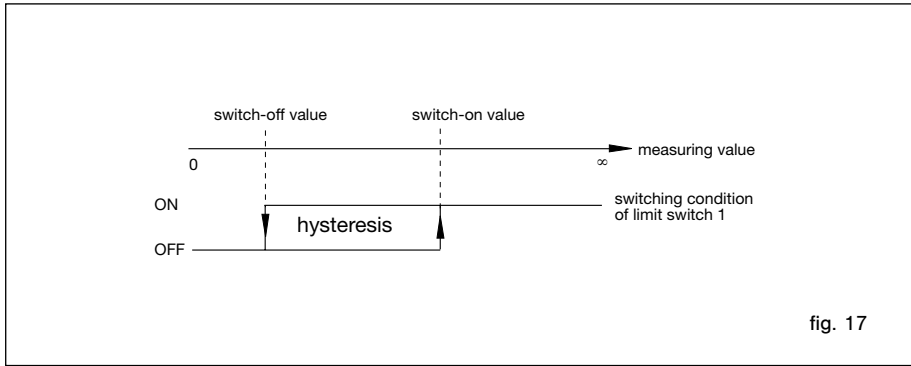 switch-off value
switch-on value
measuring value
0
∞
ON
switching condition
of limit switch 1
hysteresis
OFF
fig. 17